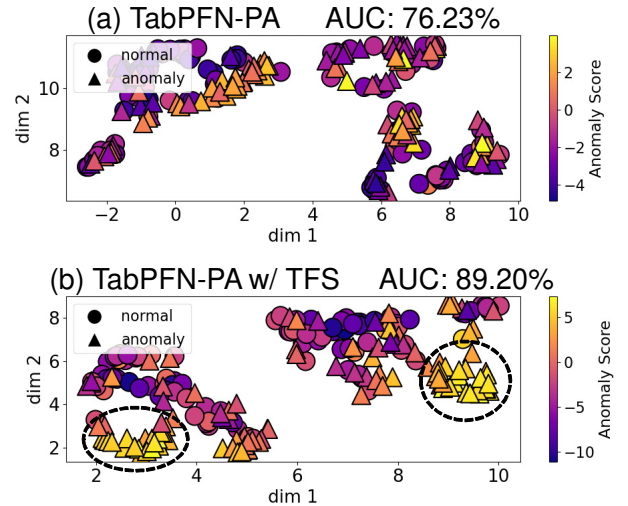 (a) TabPFN-PA AUC: 76.23%
normal
anomaly
dim 2
10
8
−2
0
2
4
6
8
10
dim 1
2
0
−2
−4
Anomaly Score
(b) TabPFN-PA w/ TFS AUC: 89.20%
normal
anomaly
dim 2
8
6
4
2
2
4
6
8
10
dim 1
5
0
−5
−10
Anomaly Score